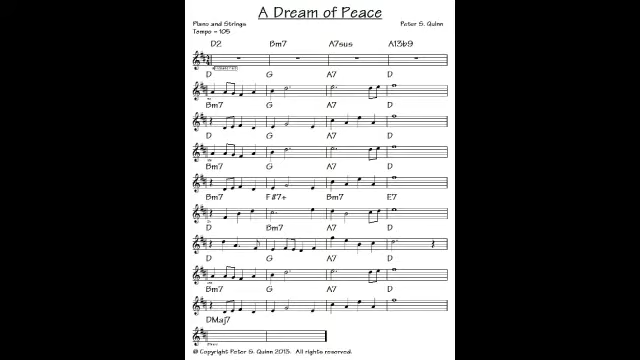 A Dream of Peace
Piano and Strings Peter S. Quinn
Tempo = 105
D2 Bm7 A7sus A13b9
D G A7 D
Bm7 G A7 D
D G A7 D
Bm7 G A7 D
Bm7 F#7+ Bm7 E7
D Bm7 A7 D
D G A7 D
Bm7 G A7 D
DMaj7
© Copyright Peter S. Quinn 2013. All rights reserved.